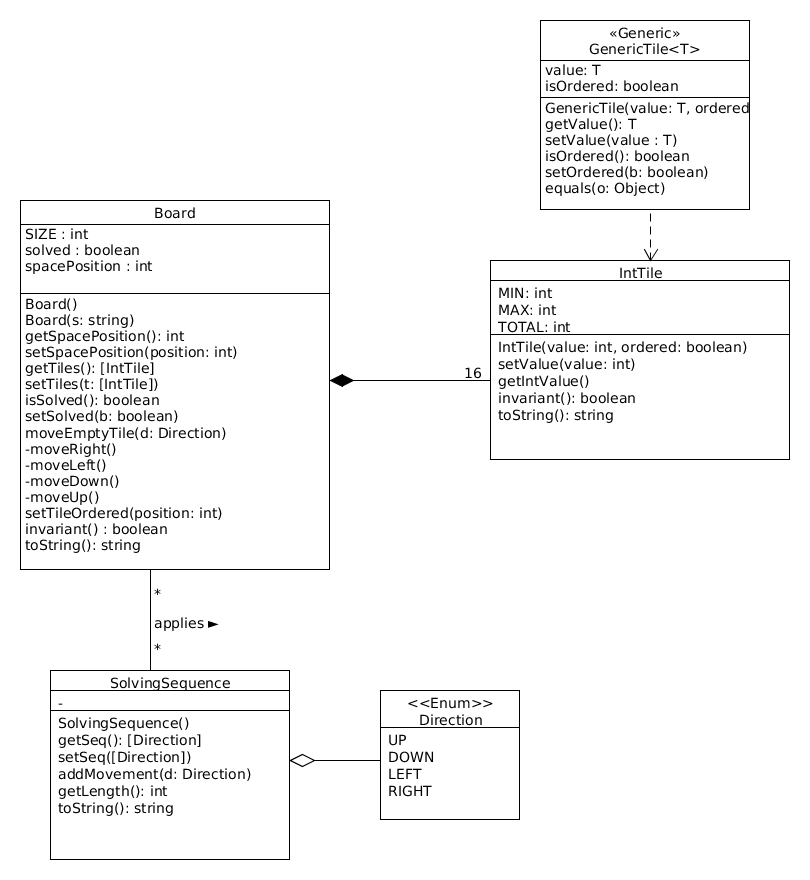 «Generic»
GenericTile<T>
value: T
isOrdered: boolean
GenericTile(value: T, ordered
getValue(): T
setValue(value : T)
isOrdered(): boolean
setOrdered(b: boolean)
equals(o: Object)
Board
SIZE : int
solved : boolean
spacePosition : int
Board()
Board(s: string)
getSpacePosition(): int
setSpacePosition(position: int)
getTiles(): [IntTile]
setTiles(t: [IntTile])
isSolved(): boolean
setSolved(b: boolean)
moveEmptyTile(d: Direction)
-moveRight()
-moveLeft()
-moveDown()
-moveUp()
setTileOrdered(position: int)
invariant() : boolean
toString(): string
16
IntTile
MIN: int
MAX: int
TOTAL: int
IntTile(value: int, ordered: boolean)
setValue(value: int)
getIntValue()
invariant(): boolean
toString(): string
*
applies ►
*
SolvingSequence
-
SolvingSequence()
getSeq(): [Direction]
setSeq([Direction])
addMovement(d: Direction)
getLength(): int
toString(): string
<<Enum>>
Direction
UP
DOWN
LEFT
RIGHT